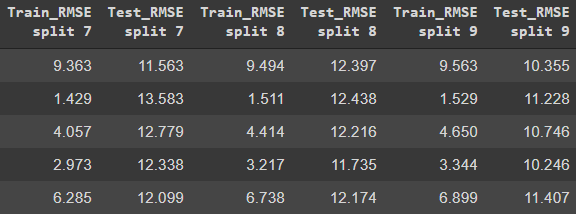 Train_RMSE Test_RMSE Train_RMSE Test_RMSE Train_RMSE Test_RMSE
split 7 split 7 split 8 split 8 split 9 split 9
9.363 11.563 9.494 12.397 9.563 10.355
1.429 13.583 1.511 12.438 1.529 11.228
4.057 12.779 4.414 12.216 4.650 10.746
2.973 12.338 3.217 11.735 3.344 10.246
6.285 12.099 6.738 12.174 6.899 11.407